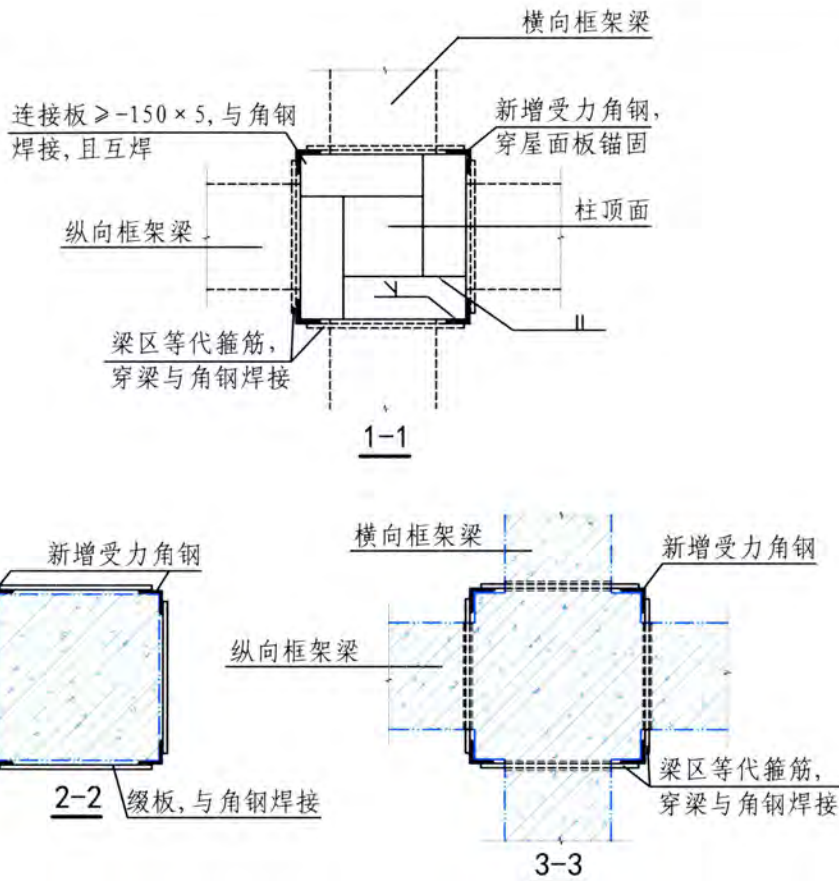 横向框架梁
连接板≥-150×5,与角钢
焊接,且互焊
新增受力角钢,
穿屋面板锚固
柱顶面
纵向框架梁
梁区等代箍筋,
穿梁与角钢焊接
1-1
新增受力角钢
2-2
缀板,与角钢焊接
横向框架梁
新增受力角钢
纵向框架梁
梁区等代箍筋,
穿梁与角钢焊接
3-3